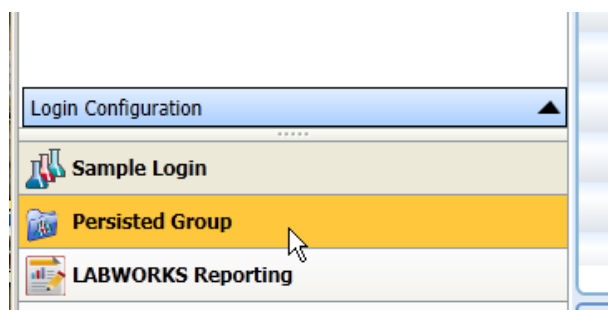 Login Configuration
Sample Login
Persisted Group
LABWORKS Reporting